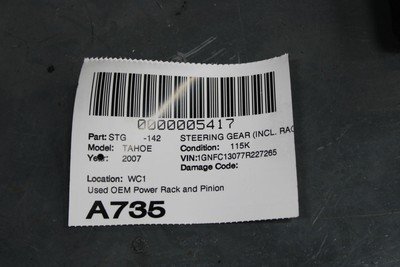 0000005417
Part: STG -142 STEERING GEAR (INCL. RAC
Model: TAHOE Condition: 115K
Year: 2007 VIN:1GNFC13077R227265
Damage Code:
Location: WC1
Used OEM Power Rack and Pinion
A735